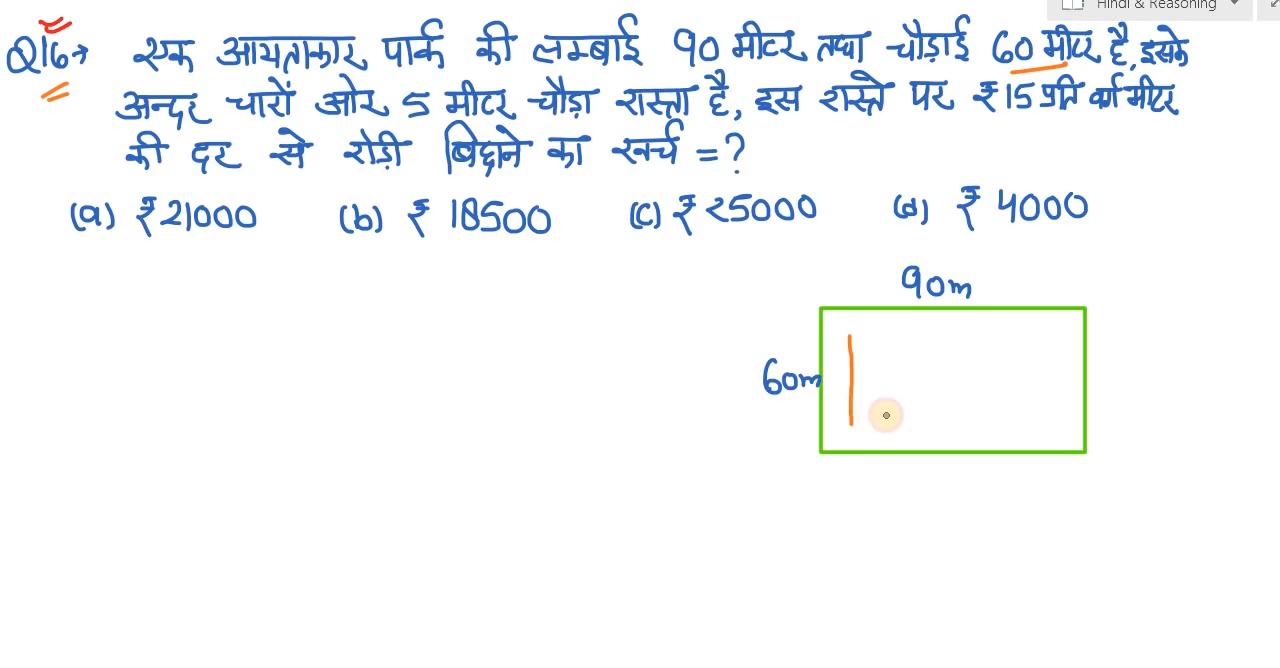 Hindi & Reasoning
Q16→ एक आयताकार पार्क की लम्बाई 90 मीटर तथा चौड़ाई 60 मीटर है, इसके
अन्दर चारों ओर 5 मीटर चौड़ा रास्ता है, इस रास्ते पर ₹15 प्रति वर्ग मीटर
की दर से रोड़ी बिछाने का खर्च = ?
(a) ₹21000 (b) ₹ 18500 (c) ₹25000 (d) ₹ 4000
90m
60m